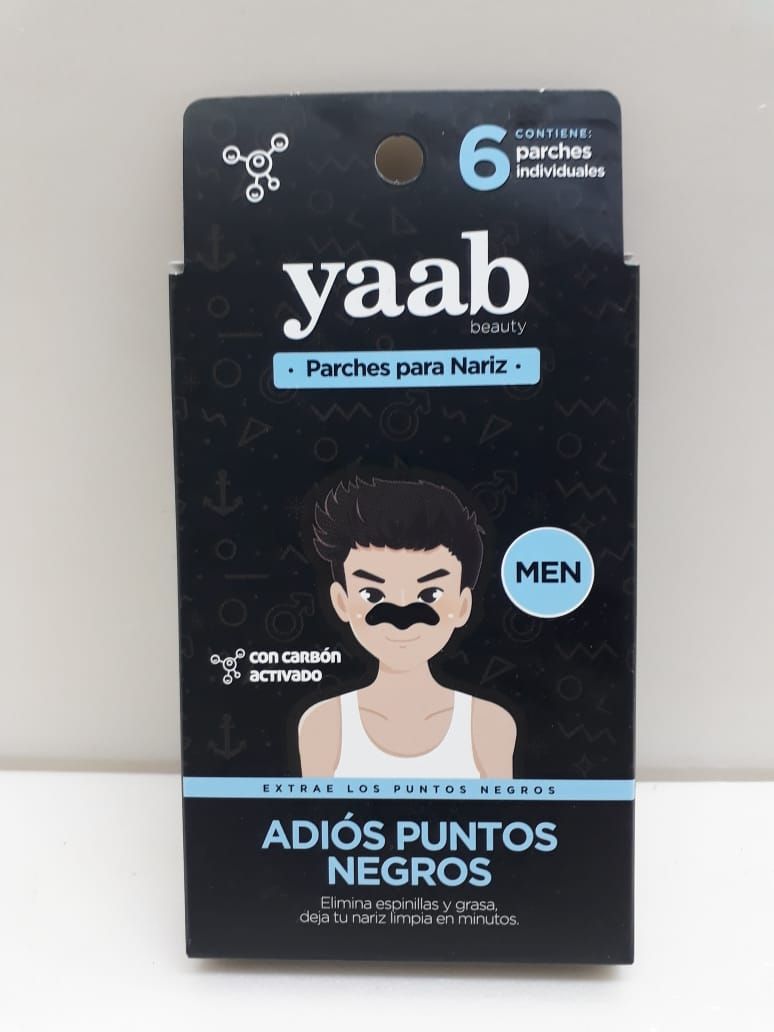 6
CONTIENE:
parches
individuales
yaab
beauty
· Parches para Nariz ·
MEN
con carbón
activado
EXTRAE LOS PUNTOS NEGROS
ADIÓS PUNTOS
NEGROS
Elimina espinillas y grasa,
deja tu nariz limpia en minutos.